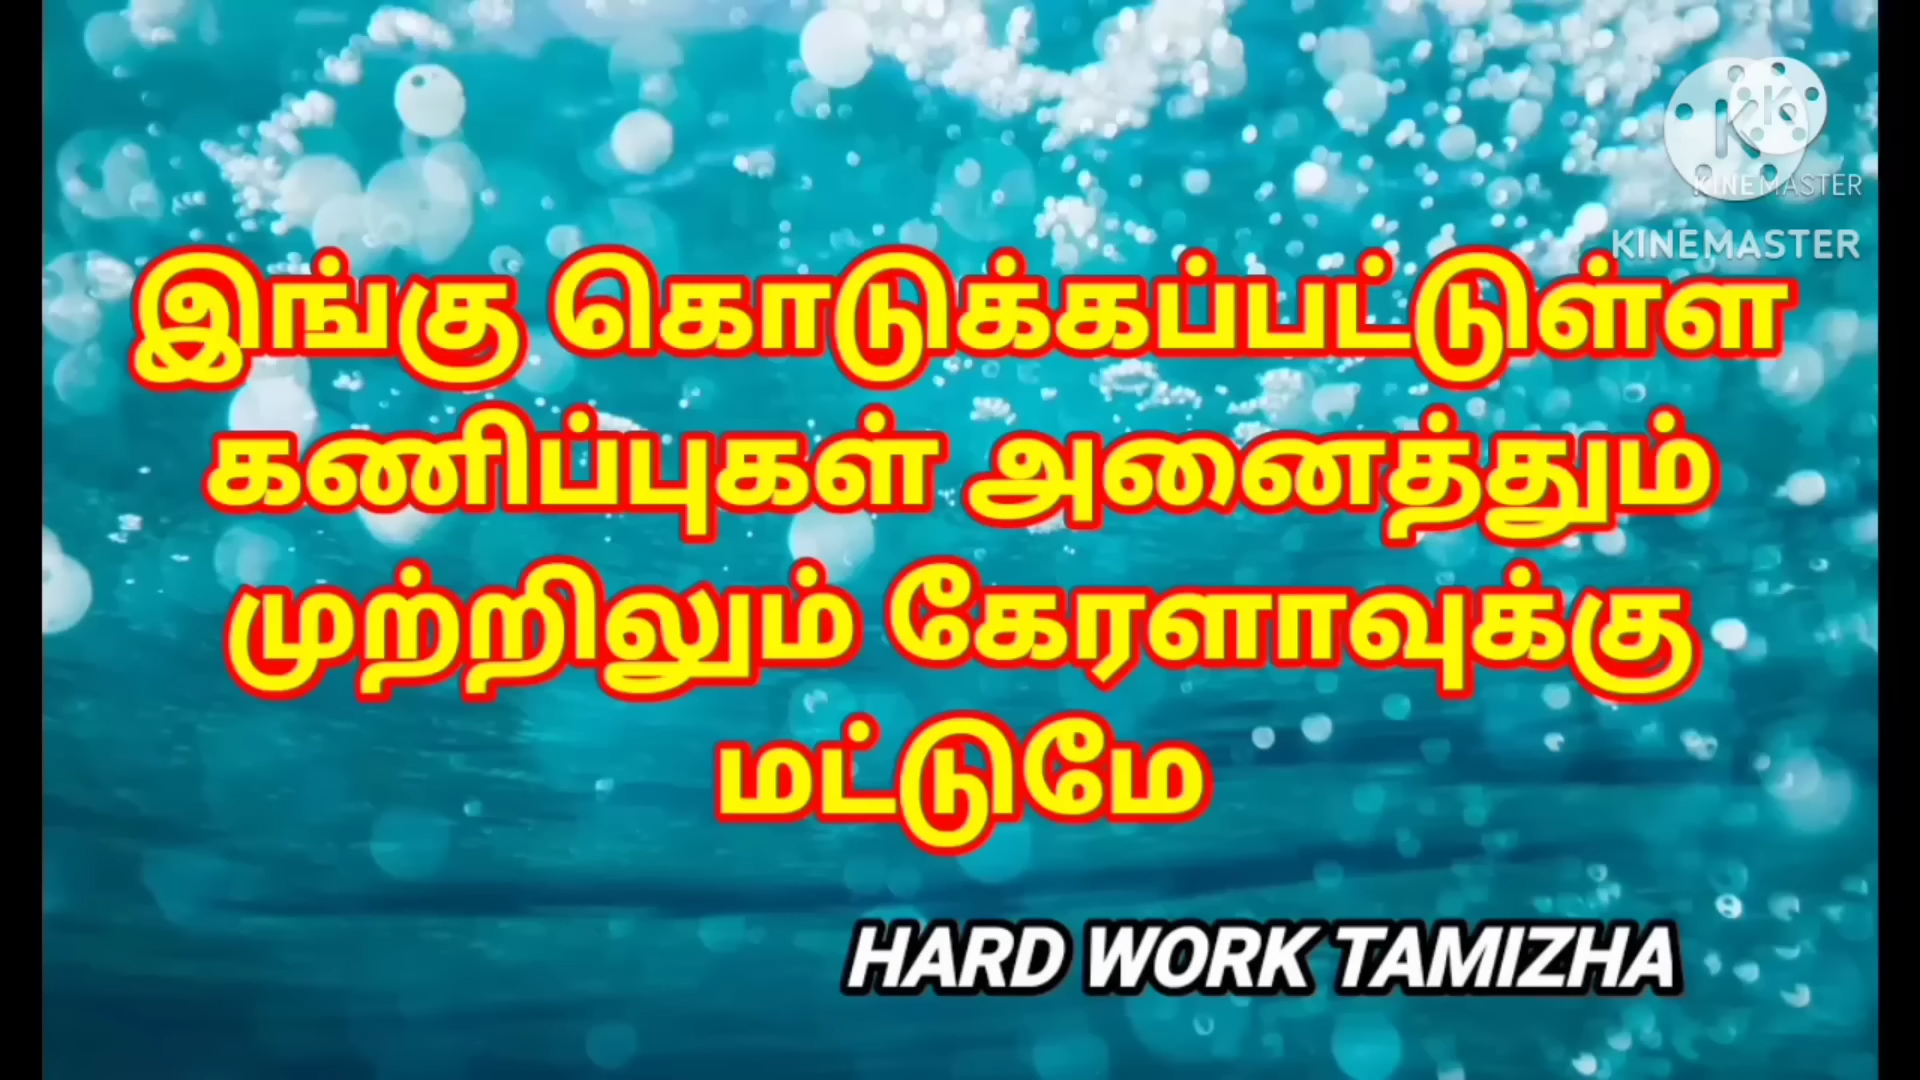 KINEMASTER
KINEMASTER
இங்கு கொடுக்கப்பட்டுள்ள
கணிப்புகள் அனைத்தும்
முற்றிலும் கேரளாவுக்கு
மட்டுமே
HARD WORK TAMIZHA